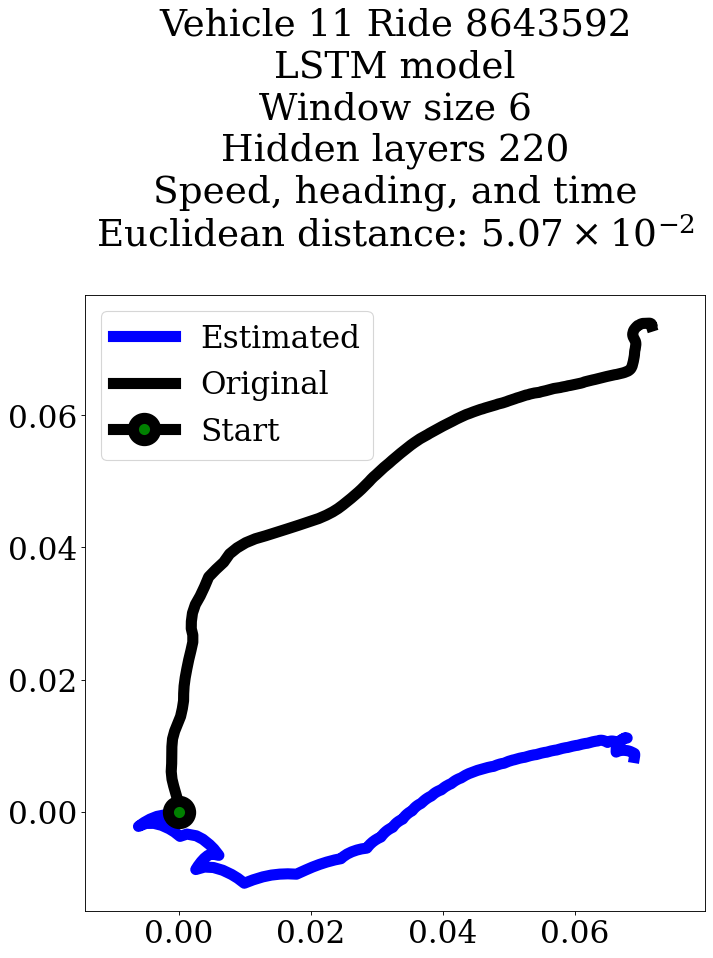 Vehicle 11 Ride 8643592
LSTM model
Window size 6
Hidden layers 220
Speed, heading, and time
Euclidean distance: 5.07 × 10⁻²
Estimated
Original
Start
0.06
0.04
0.02
0.00
0.00 0.02 0.04 0.06